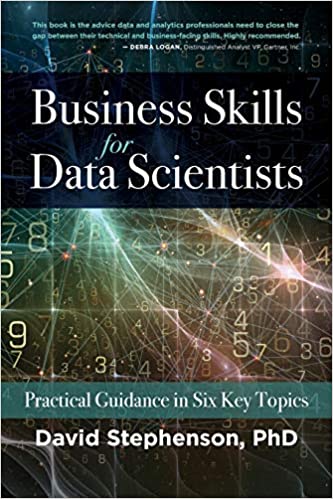 This book is the advice data and analytics professionals need to close the
gap between their technical and business-facing skills. Highly recommended.
— DEBRA LOGAN, Distinguished Analyst VP, Gartner, Inc.
Business Skills
for
Data Scientists
Practical Guidance in Six Key Topics
David Stephenson, PhD